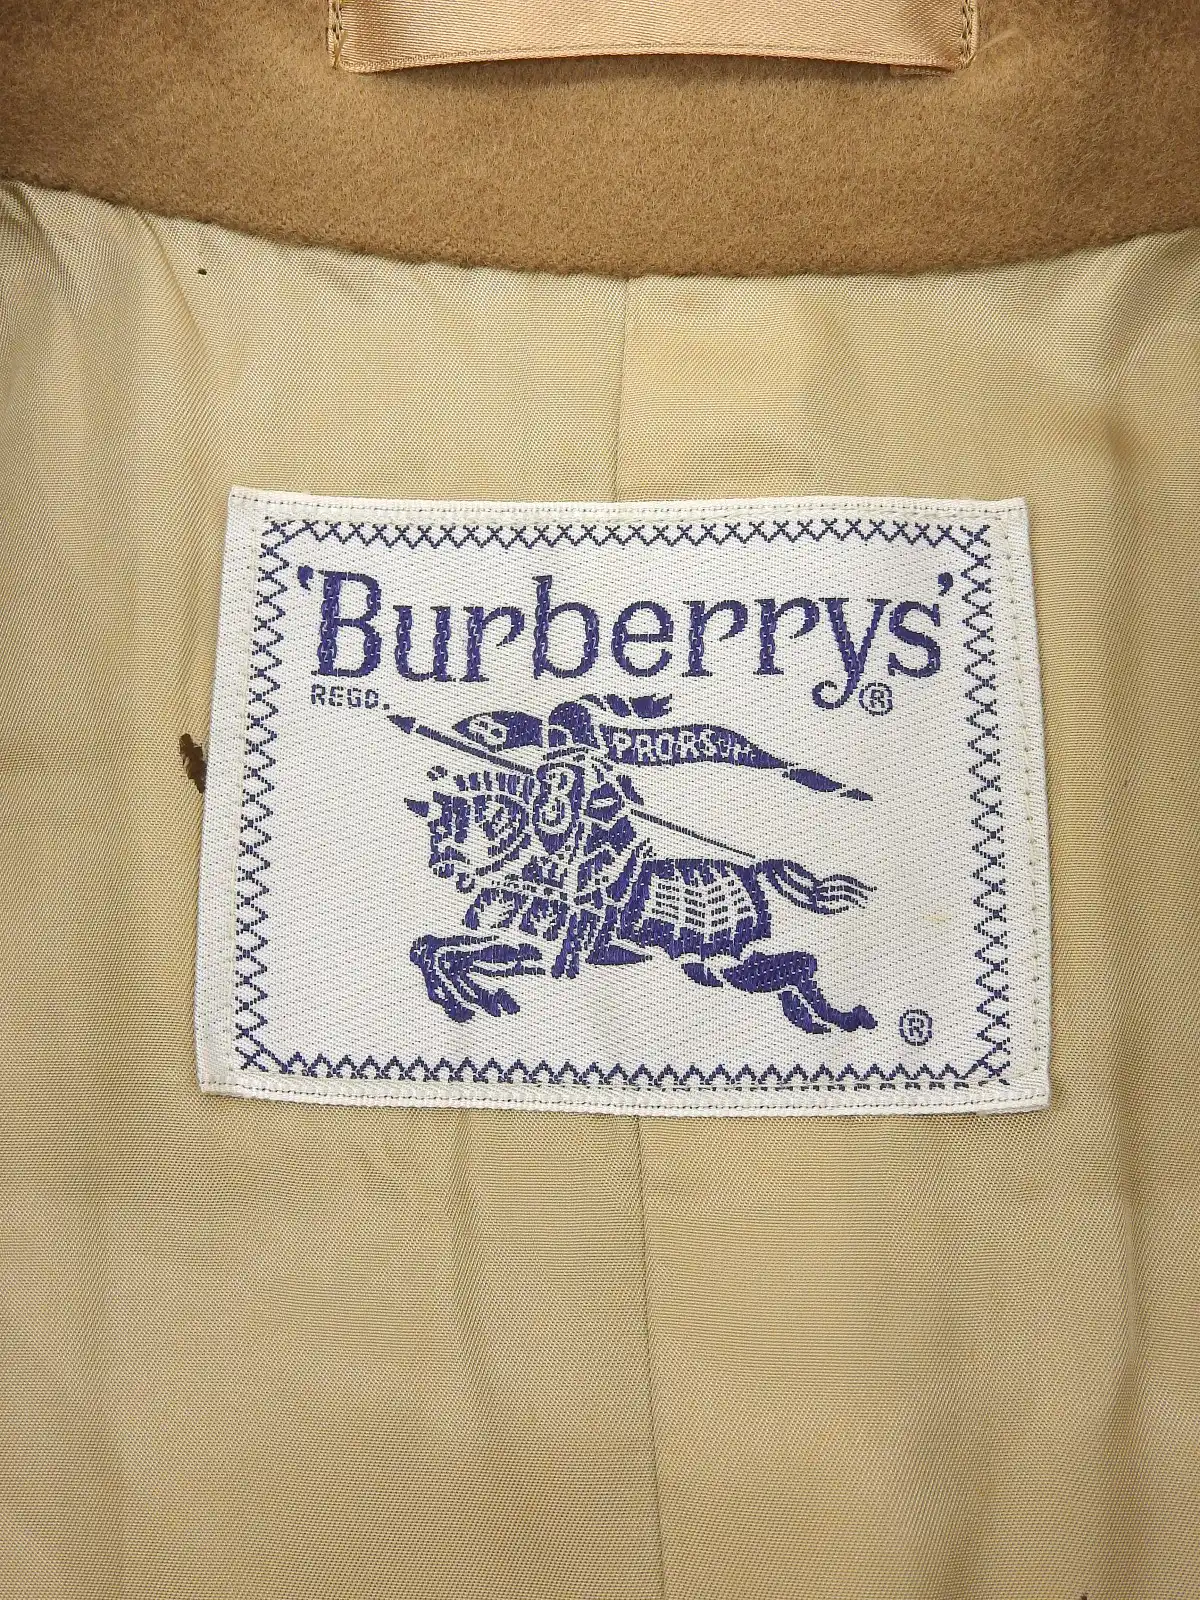 'Burberrys'®
REGD.
PRORSUM
B
®